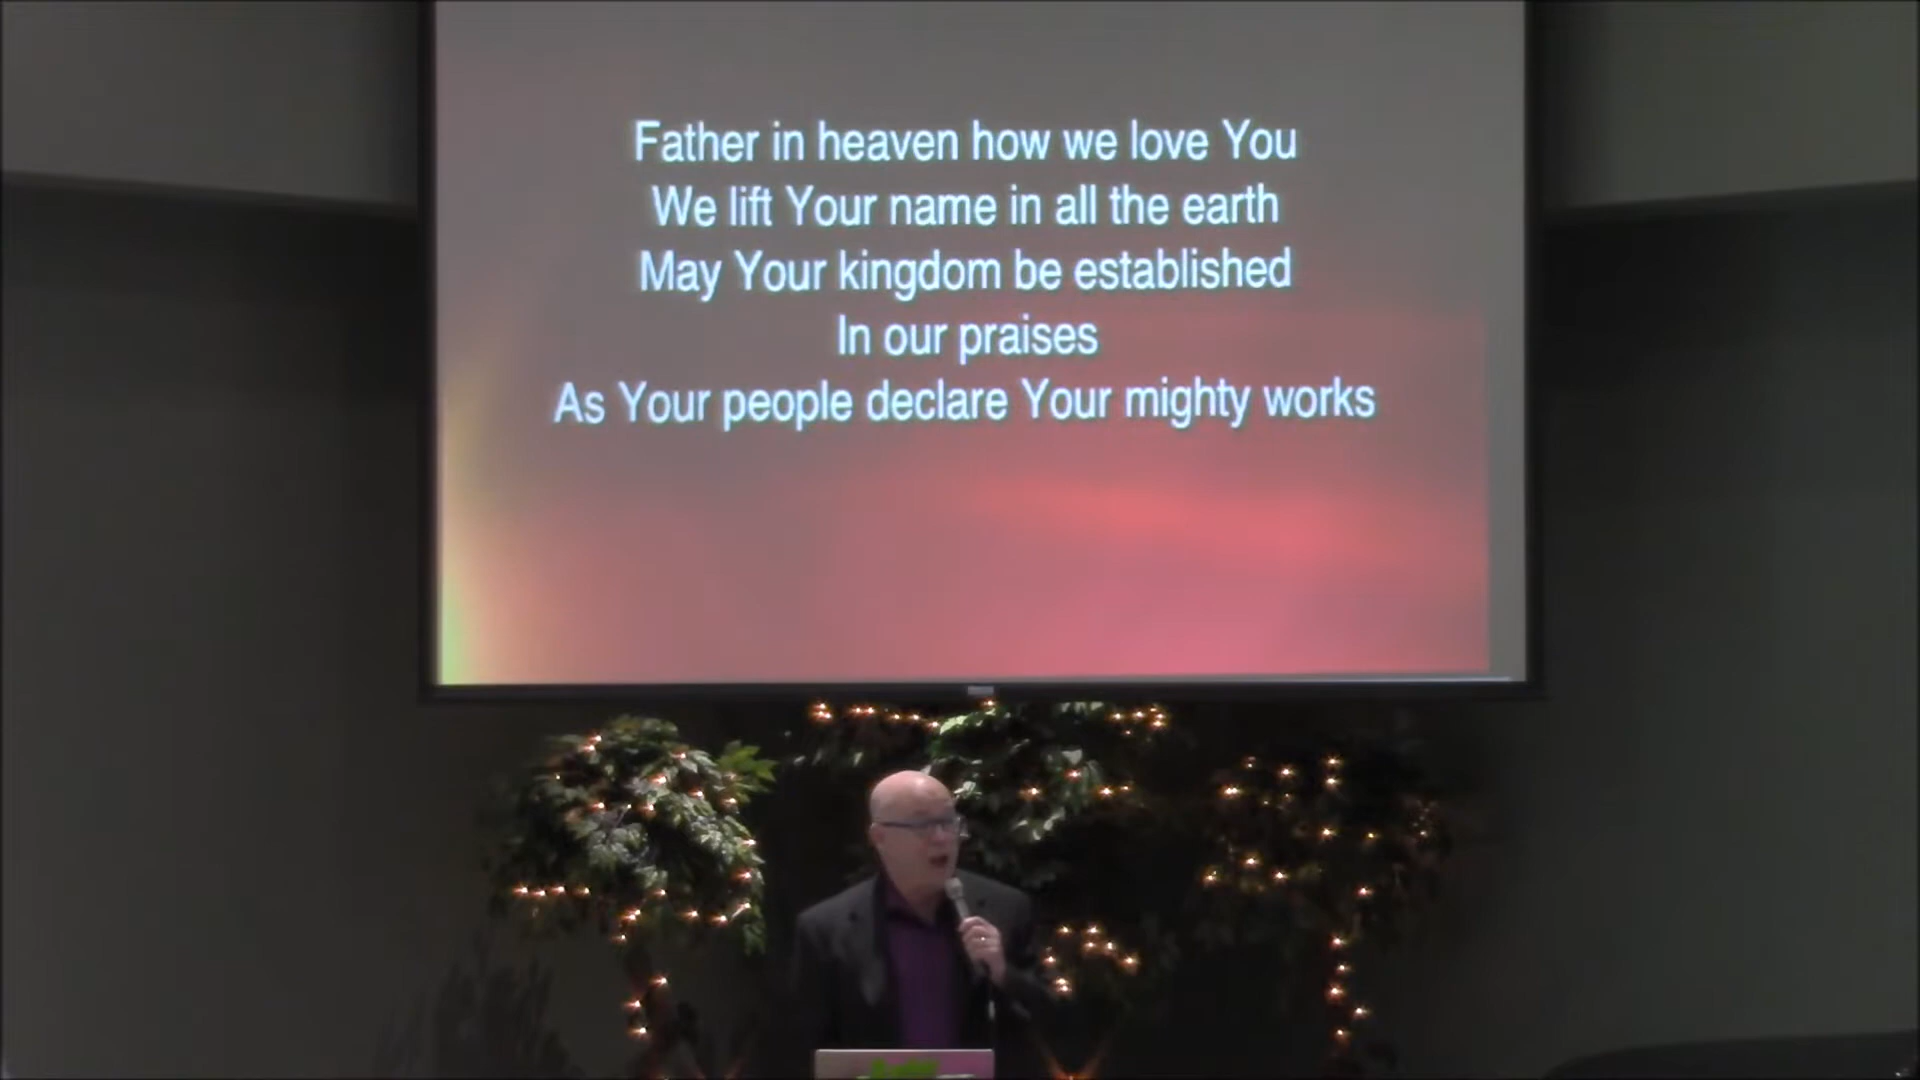 Father in heaven how we love You
We lift Your name in all the earth
May Your kingdom be established
In our praises
As Your people declare Your mighty works